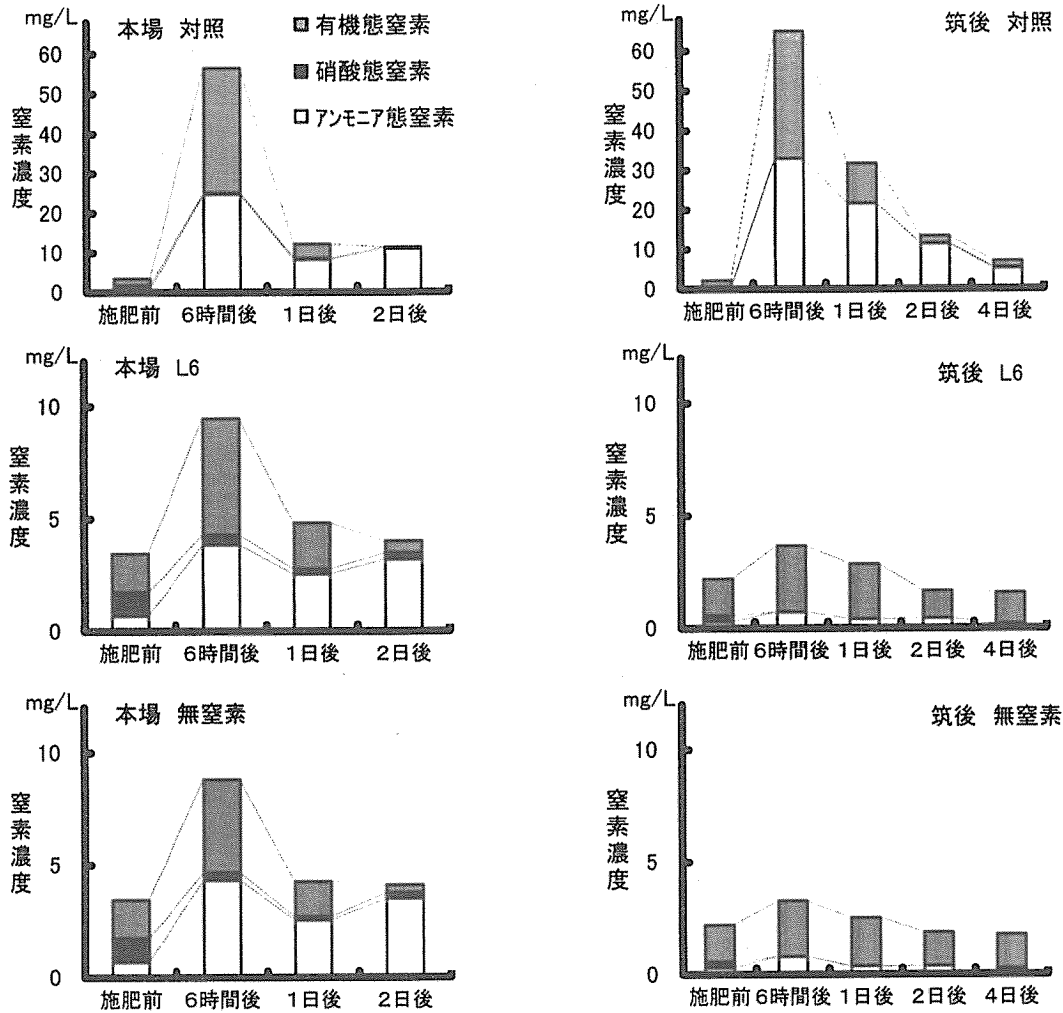 mg/L
本場 対照
■有機態窒素
■硝酸態窒素
□アンモニア態窒素
窒素濃度
60
50
40
30
20
10
0
施肥前 6時間後 1日後 2日後
mg/L
筑後 対照
窒素濃度
60
50
40
30
20
10
0
施肥前 6時間後 1日後 2日後 4日後
mg/L
本場 L6
窒素濃度
10
5
0
施肥前 6時間後 1日後 2日後
mg/L
筑後 L6
窒素濃度
10
5
0
施肥前 6時間後 1日後 2日後 4日後
mg/L
本場 無窒素
窒素濃度
10
5
0
施肥前 6時間後 1日後 2日後
mg/L
筑後 無窒素
窒素濃度
10
5
0
施肥前 6時間後 1日後 2日後 4日後